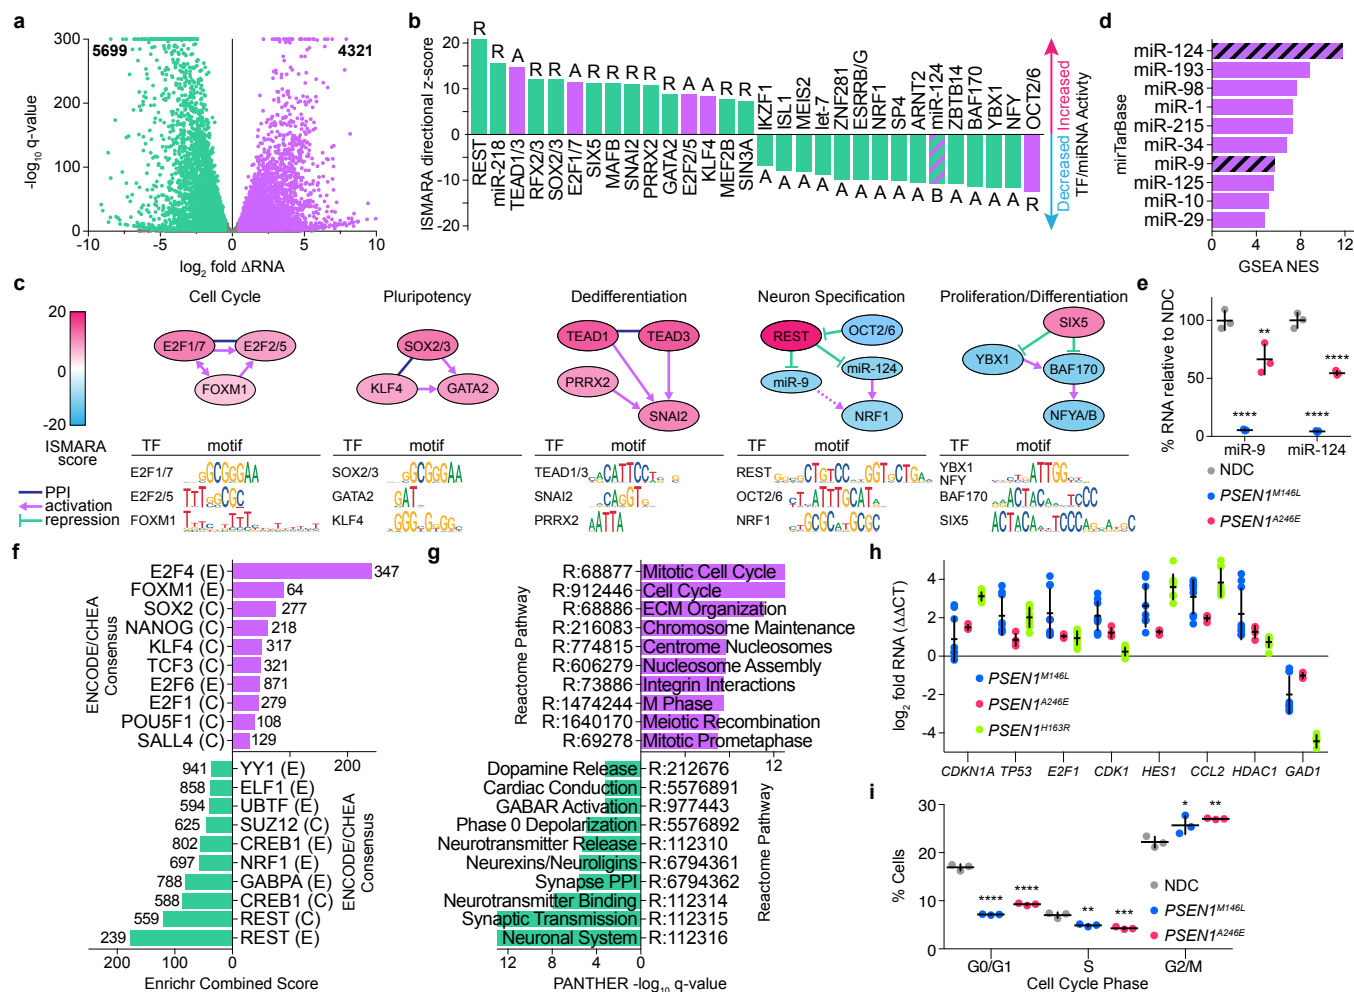 a
5699
4321
300
200
100
0
-log10 q-value
-10
-5
0
5
10
log2 fold ΔRNA
b
ISMARA directional z-score
20
10
0
-10
-20
R
R
A
R
R
A
R
R
R
R
R
A
A
R
R
REST
miR-218
TEAD1/3
RFX2/3
SOX2/3
E2F1/7
SIX5
MAFB
SNAI2
PRRX2
GATA2
E2F2/5
KLF4
MEF2B
SIN3A
IKZF1
ISL1
MEIS2
let-7
ZNF281
ESRRB/G
NRF1
SP4
ARNT2
miR-124
ZBTB14
BAF170
YBX1
NFY
OCT2/6
A
A
A
A
A
A
A
A
A
B
A
A
A
A
R
Decreased Increased
TF/miRNA Activty
d
mirTarBase
miR-124
miR-193
miR-98
miR-1
miR-215
miR-34
miR-9
miR-125
miR-10
miR-29
0
4
8
12
GSEA NES
c
20
0
-20
ISMARA
score
PPI
activation
repression
Cell Cycle
E2F1/7
E2F2/5
FOXM1
TF motif
E2F1/7
E2F2/5
FOXM1
Pluripotency
SOX2/3
KLF4
GATA2
TF motif
SOX2/3
GATA2
KLF4
Dedifferentiation
TEAD1
TEAD3
PRRX2
SNAI2
TF motif
TEAD1/3
SNAI2
PRRX2
Neuron Specification
REST
OCT2/6
miR-9
miR-124
NRF1
TF motif
REST
OCT2/6
NRF1
Proliferation/Differentiation
SIX5
YBX1
BAF170
NFYA/B
TF motif
YBX1
NFY
BAF170
SIX5
e
% RNA relative to NDC
100
50
0
**
****
****
****
miR-9
miR-124
NDC
PSEN1M146L
PSEN1A246E
f
ENCODE/CHEA
Consensus
E2F4 (E) 347
FOXM1 (E) 64
SOX2 (C) 277
NANOG (C) 218
KLF4 (C) 317
TCF3 (C) 321
E2F6 (E) 871
E2F1 (C) 279
POU5F1 (C) 108
SALL4 (C) 129
200
941 YY1 (E)
858 ELF1 (E)
594 UBTF (E)
625 SUZ12 (C)
802 CREB1 (E)
697 NRF1 (E)
788 GABPA (E)
588 CREB1 (C)
559 REST (C)
239 REST (E)
ENCODE/CHEA
Consensus
200
100
0
Enrichr Combined Score
g
Reactome Pathway
R:68877 Mitotic Cell Cycle
R:912446 Cell Cycle
R:68886 ECM Organization
R:216083 Chromosome Maintenance
R:774815 Centrome Nucleosomes
R:606279 Nucleosome Assembly
R:73886 Integrin Interactions
R:1474244 M Phase
R:1640170 Meiotic Recombination
R:69278 Mitotic Prometaphase
12
Dopamine Release R:212676
Cardiac Conduction R:5576891
GABAR Activation R:977443
Phase 0 Depolarization R:5576892
Neurotransmitter Release R:112310
Neurexins/Neuroligins R:6794361
Synapse PPI R:6794362
Neurotransmitter Binding R:112314
Synaptic Transmission R:112315
Neuronal System R:112316
Reactome Pathway
12
8
4
0
PANTHER -log10 q-value
h
log2 fold RNA (ΔΔCT)
4
2
0
-2
-4
PSEN1M146L
PSEN1A246E
PSEN1H163R
CDKN1A
TP53
E2F1
CDK1
HES1
CCL2
HDAC1
GAD1
i
% Cells
30
20
10
0
****
****
**
***
*
**
NDC
PSEN1M146L
PSEN1A246E
G0/G1
S
G2/M
Cell Cycle Phase